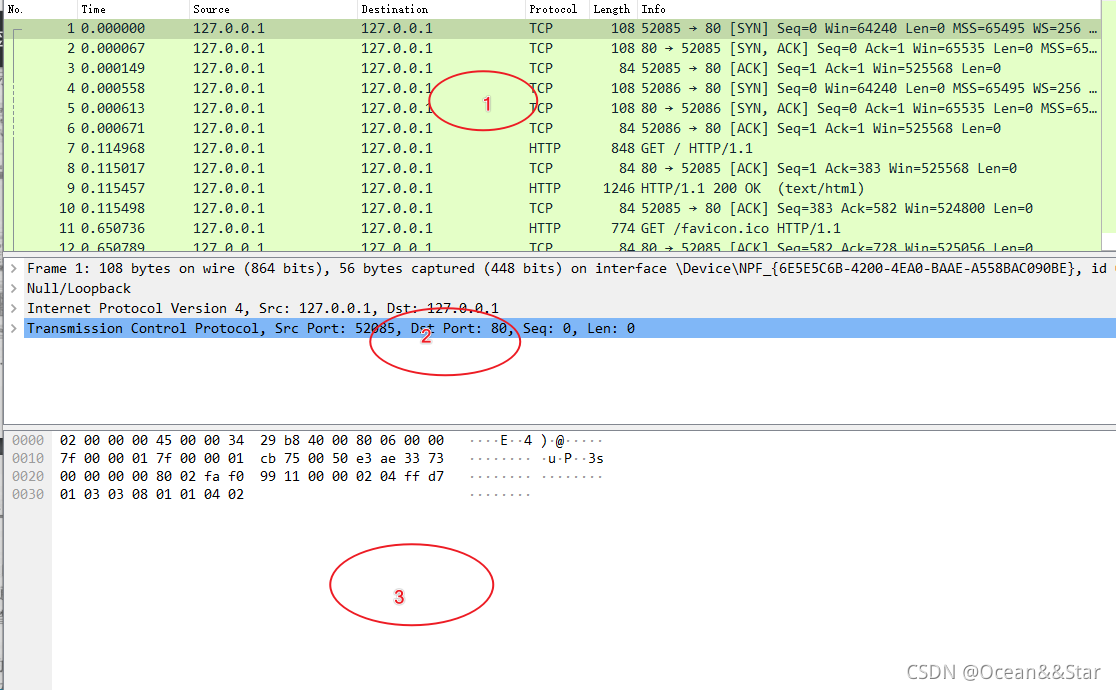 No. Time Source Destination Protocol Length Info
1 0.000000 127.0.0.1 127.0.0.1 TCP 108 52085 → 80 [SYN] Seq=0 Win=64240 Len=0 MSS=65495 WS=256 …
2 0.000067 127.0.0.1 127.0.0.1 TCP 108 80 → 52085 [SYN, ACK] Seq=0 Ack=1 Win=65535 Len=0 MSS=65…
3 0.000149 127.0.0.1 127.0.0.1 TCP 84 52085 → 80 [ACK] Seq=1 Ack=1 Win=525568 Len=0
4 0.000558 127.0.0.1 127.0.0.1 TCP 108 52086 → 80 [SYN] Seq=0 Win=64240 Len=0 MSS=65495 WS=256 …
1
5 0.000613 127.0.0.1 127.0.0.1 TCP 108 80 → 52086 [SYN, ACK] Seq=0 Ack=1 Win=65535 Len=0 MSS=65…
6 0.000671 127.0.0.1 127.0.0.1 TCP 84 52086 → 80 [ACK] Seq=1 Ack=1 Win=525568 Len=0
7 0.114968 127.0.0.1 127.0.0.1 HTTP 848 GET / HTTP/1.1
8 0.115017 127.0.0.1 127.0.0.1 TCP 84 80 → 52085 [ACK] Seq=1 Ack=383 Win=525568 Len=0
9 0.115457 127.0.0.1 127.0.0.1 HTTP 1246 HTTP/1.1 200 OK (text/html)
10 0.115498 127.0.0.1 127.0.0.1 TCP 84 52085 → 80 [ACK] Seq=383 Ack=582 Win=524800 Len=0
11 0.650736 127.0.0.1 127.0.0.1 HTTP 774 GET /favicon.ico HTTP/1.1
12 0.650789 127.0.0.1 127.0.0.1 TCP 84 80 → 52085 [ACK] Seq=582 Ack=728 Win=525056 Len=0
Frame 1: 108 bytes on wire (864 bits), 56 bytes captured (448 bits) on interface \Device\NPF_{6E5E5C6B-4200-4EA0-BAAE-A558BAC090BE}, id
Null/Loopback
Internet Protocol Version 4, Src: 127.0.0.1, Dst: 127.0.0.1
Transmission Control Protocol, Src Port: 52085, Dst Port: 80, Seq: 0, Len: 0
2
0000 02 00 00 00 45 00 00 34 29 b8 40 00 80 06 00 00 ····E··4 )·@·····
0010 7f 00 00 01 7f 00 00 01 cb 75 00 50 e3 ae 33 73 ········ ·u·P··3s
0020 00 00 00 00 80 02 fa f0 99 11 00 00 02 04 ff d7 ········ ········
0030 01 03 03 08 01 01 04 02 ········
3
CSDN @Ocean&&Star